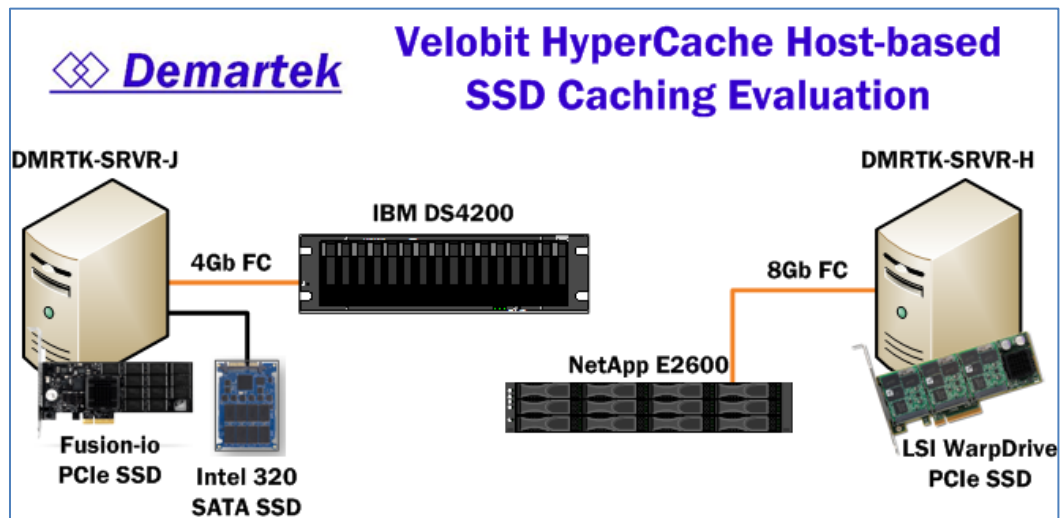 Demartek
Velobit HyperCache Host-based
SSD Caching Evaluation
DMRTK-SRVR-J
DMRTK-SRVR-H
IBM DS4200
4Gb FC
8Gb FC
NetApp E2600
Fusion-io
PCIe SSD
Intel 320
SATA SSD
LSI WarpDrive
PCIe SSD